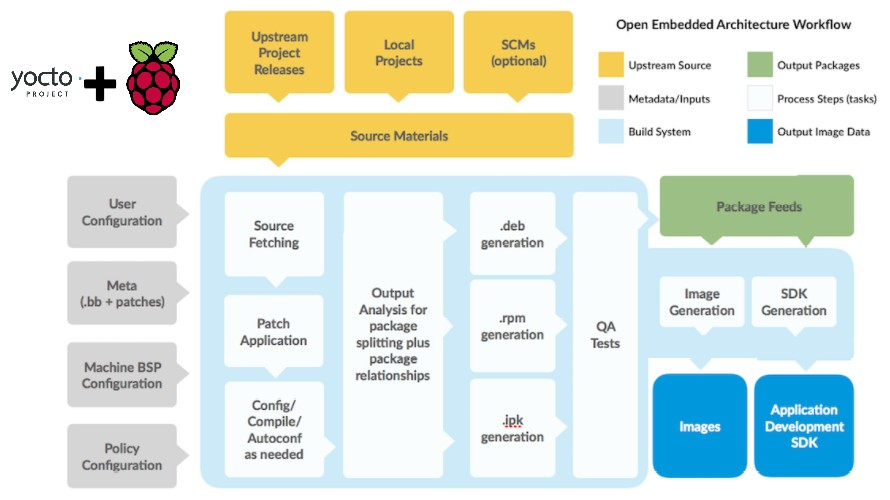 yocto
PROJECT
Upstream
Project
Releases
Local
Projects
SCMs
(optional)
Source Materials
Open Embedded Architecture Workflow
Upstream Source
Output Packages
Metadata/Inputs
Process Steps (tasks)
Build System
Output Image Data
User
Configuration
Meta
(.bb + patches)
Machine BSP
Configuration
Policy
Configuration
Source
Fetching
Patch
Application
Config/
Compile/
Autoconf
as needed
Output
Analysis for
package
splitting plus
package
relationships
.deb
generation
.rpm
generation
.ipk
generation
QA
Tests
Package Feeds
Image
Generation
SDK
Generation
Images
Application
Development
SDK